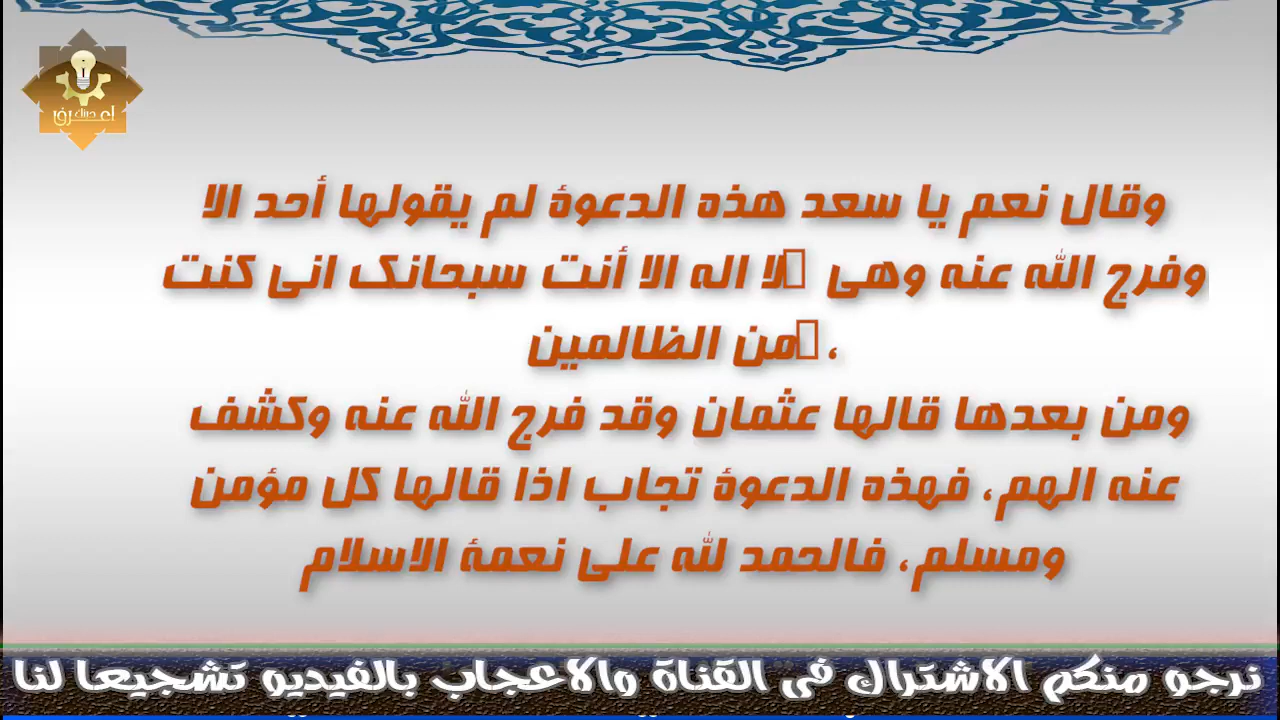 وقال نعم يا سعد هذه الدعوة لم يقولها أحد الا
وفرج الله عنه وهى لا اله الا أنت سبحانك انى كنت
من الظالمين ،
ومن بعدها قالها عثمان وقد فرج الله عنه وكشف
عنه الهم، فهذه الدعوة تجاب اذا قالها كل مؤمن
ومسلم، فالحمد لله على نعمة الاسلام
نرجو منكم الاشتراك فى القناة والاعجاب بالفيديو تشجيعا لنا